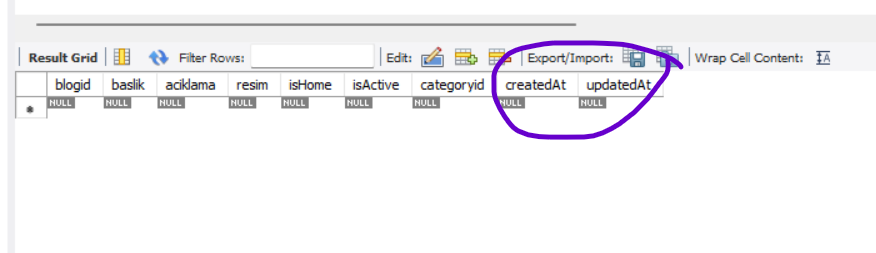 Result Grid Filter Rows: Edit: Export/Import: Wrap Cell Content: IA
blogid baslik aciklama resim isHome isActive categoryid createdAt updatedAt
* NULL NULL NULL NULL NULL NULL NULL NULL NULL